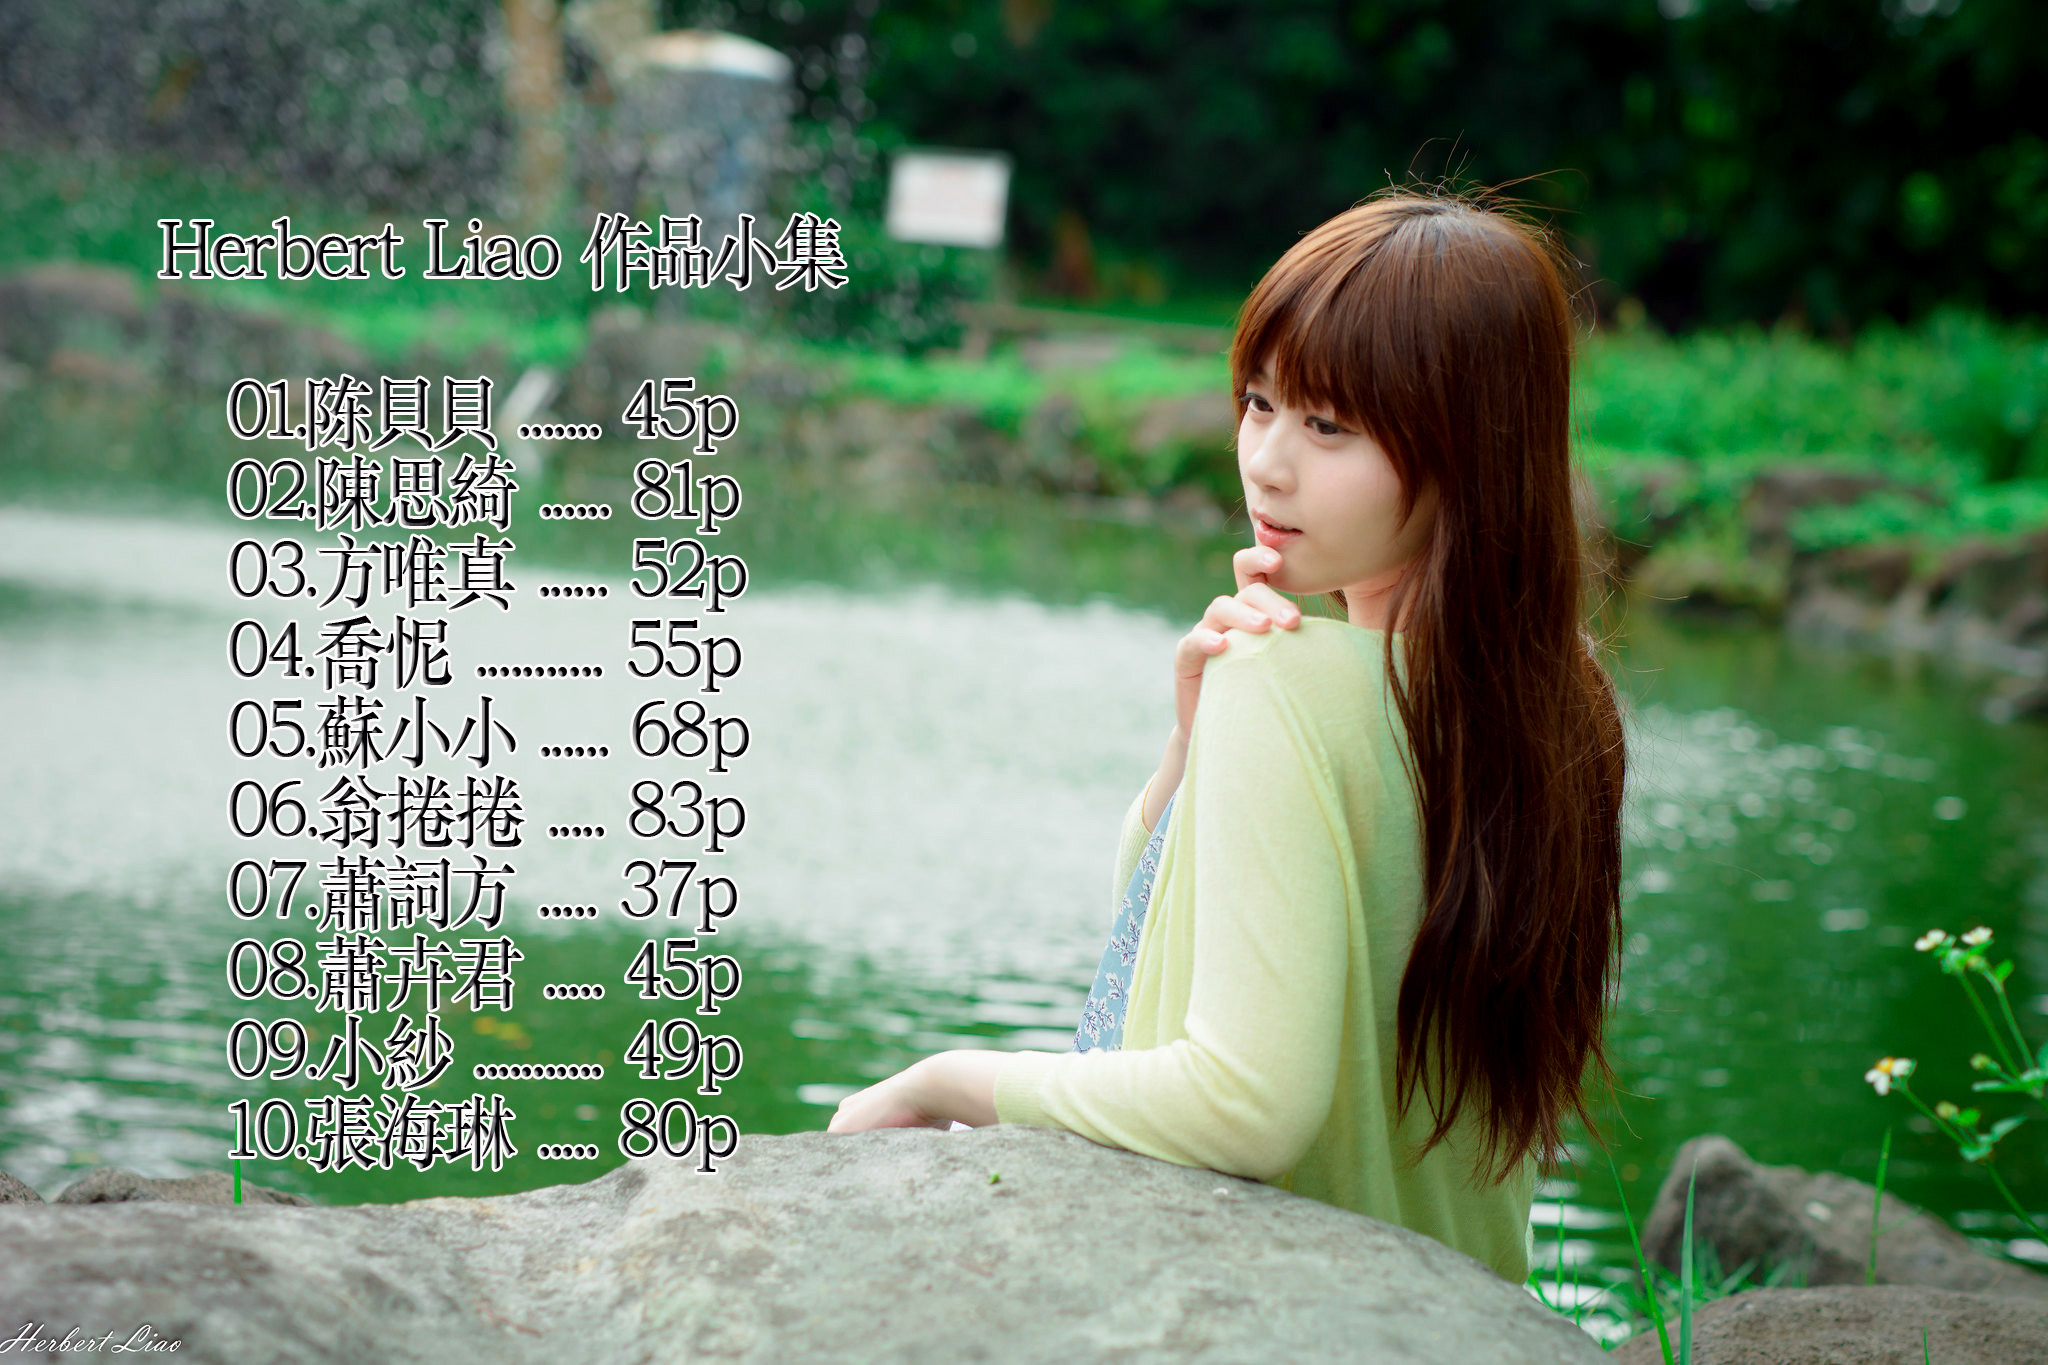 Herbert Liao 作品小集
01.陈貝貝 ....... 45p
02.陳思綺 ...... 81p
03.方唯真 ...... 52p
04.喬怩 ........... 55p
05.蘇小小 ...... 68p
06.翁捲捲 ..... 83p
07.蕭詞方 ..... 37p
08.蕭卉君 ..... 45p
09.小紗 ........... 49p
10.張海琳 ..... 80p
Herbert Liao